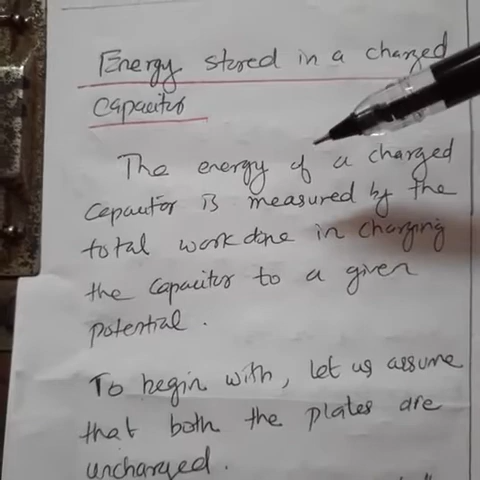 Energy stored in a charged
Capacitor
The energy of a charged
capacitor is measured by the
total work done in charging
the capacitor to a given
potential.
To begin with, let us assume
that both the plates are
uncharged.